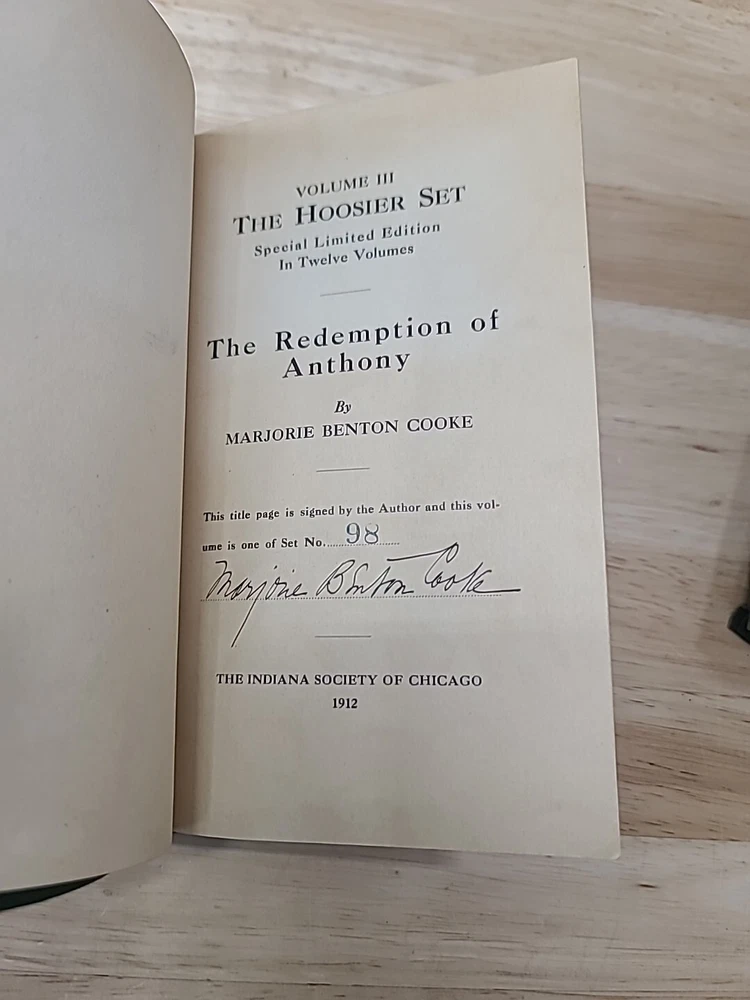 VOLUME III
THE HOOSIER SET
Special Limited Edition
In Twelve Volumes
The Redemption of
Anthony
By
MARJORIE BENTON COOKE
This title page is signed by the Author and this vol-
ume is one of Set No.....98.....
Marjorie Benton Cooke
THE INDIANA SOCIETY OF CHICAGO
1912